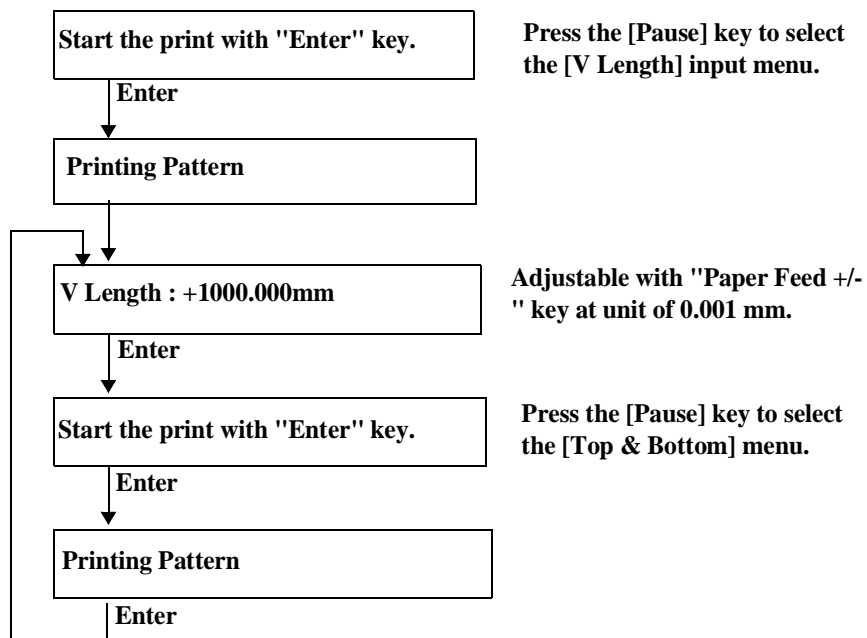 Start the print with "Enter" key.
Press the [Pause] key to select
the [V Length] input menu.
Enter
Printing Pattern
V Length : +1000.000mm
Adjustable with "Paper Feed +/-
" key at unit of 0.001 mm.
Enter
Start the print with "Enter" key.
Press the [Pause] key to select
the [Top & Bottom] menu.
Enter
Printing Pattern
Enter